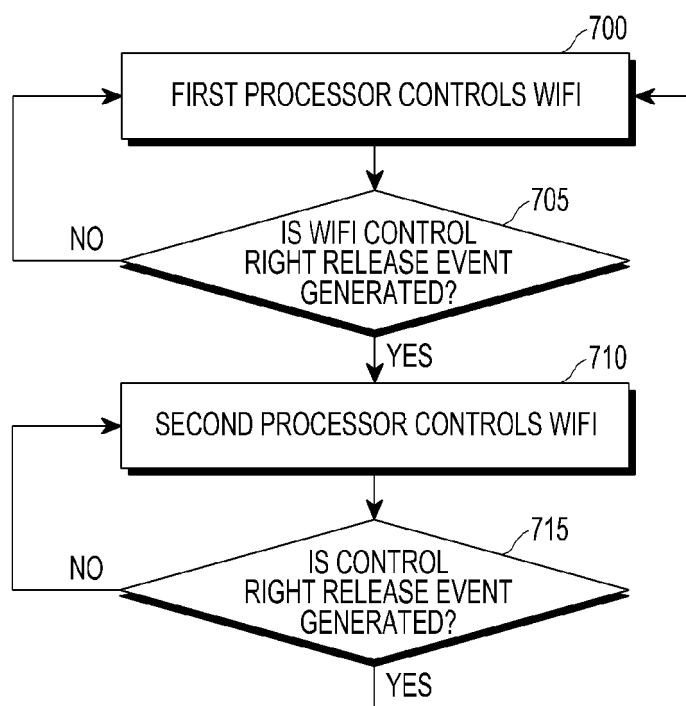 700
FIRST PROCESSOR CONTROLS WIFI
705
IS WIFI CONTROL
RIGHT RELEASE EVENT
GENERATED?
NO
YES
710
SECOND PROCESSOR CONTROLS WIFI
715
IS CONTROL
RIGHT RELEASE EVENT
GENERATED?
NO
YES